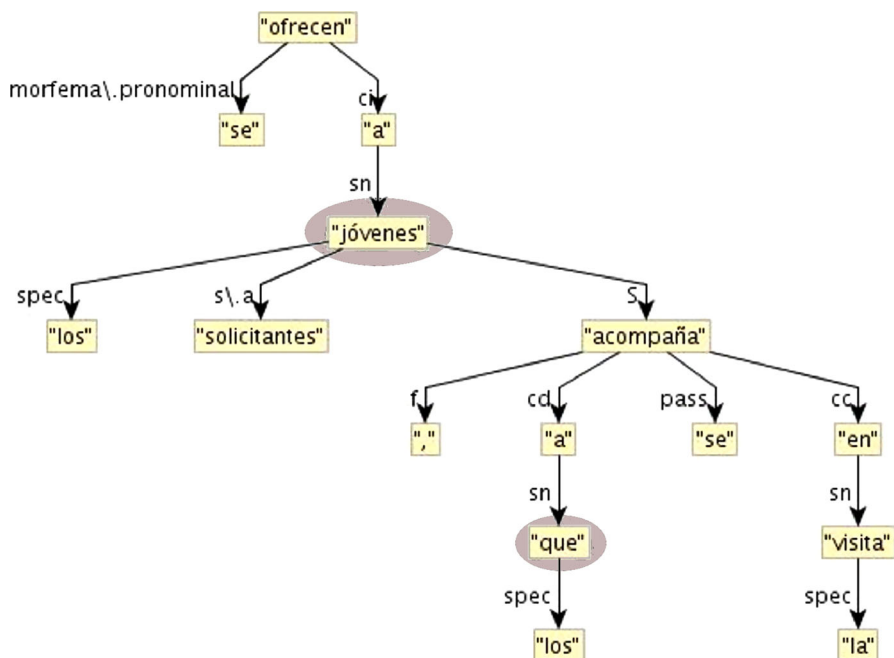 "ofrecen"
morfema\.pronominal ci
"se" "a"
sn
"jóvenes"
spec s\.a S
"los" "solicitantes" "acompaña"
f cd pass cc
"," "a" "se" "en"
sn sn
"que" "visita"
spec spec
"los" "la"